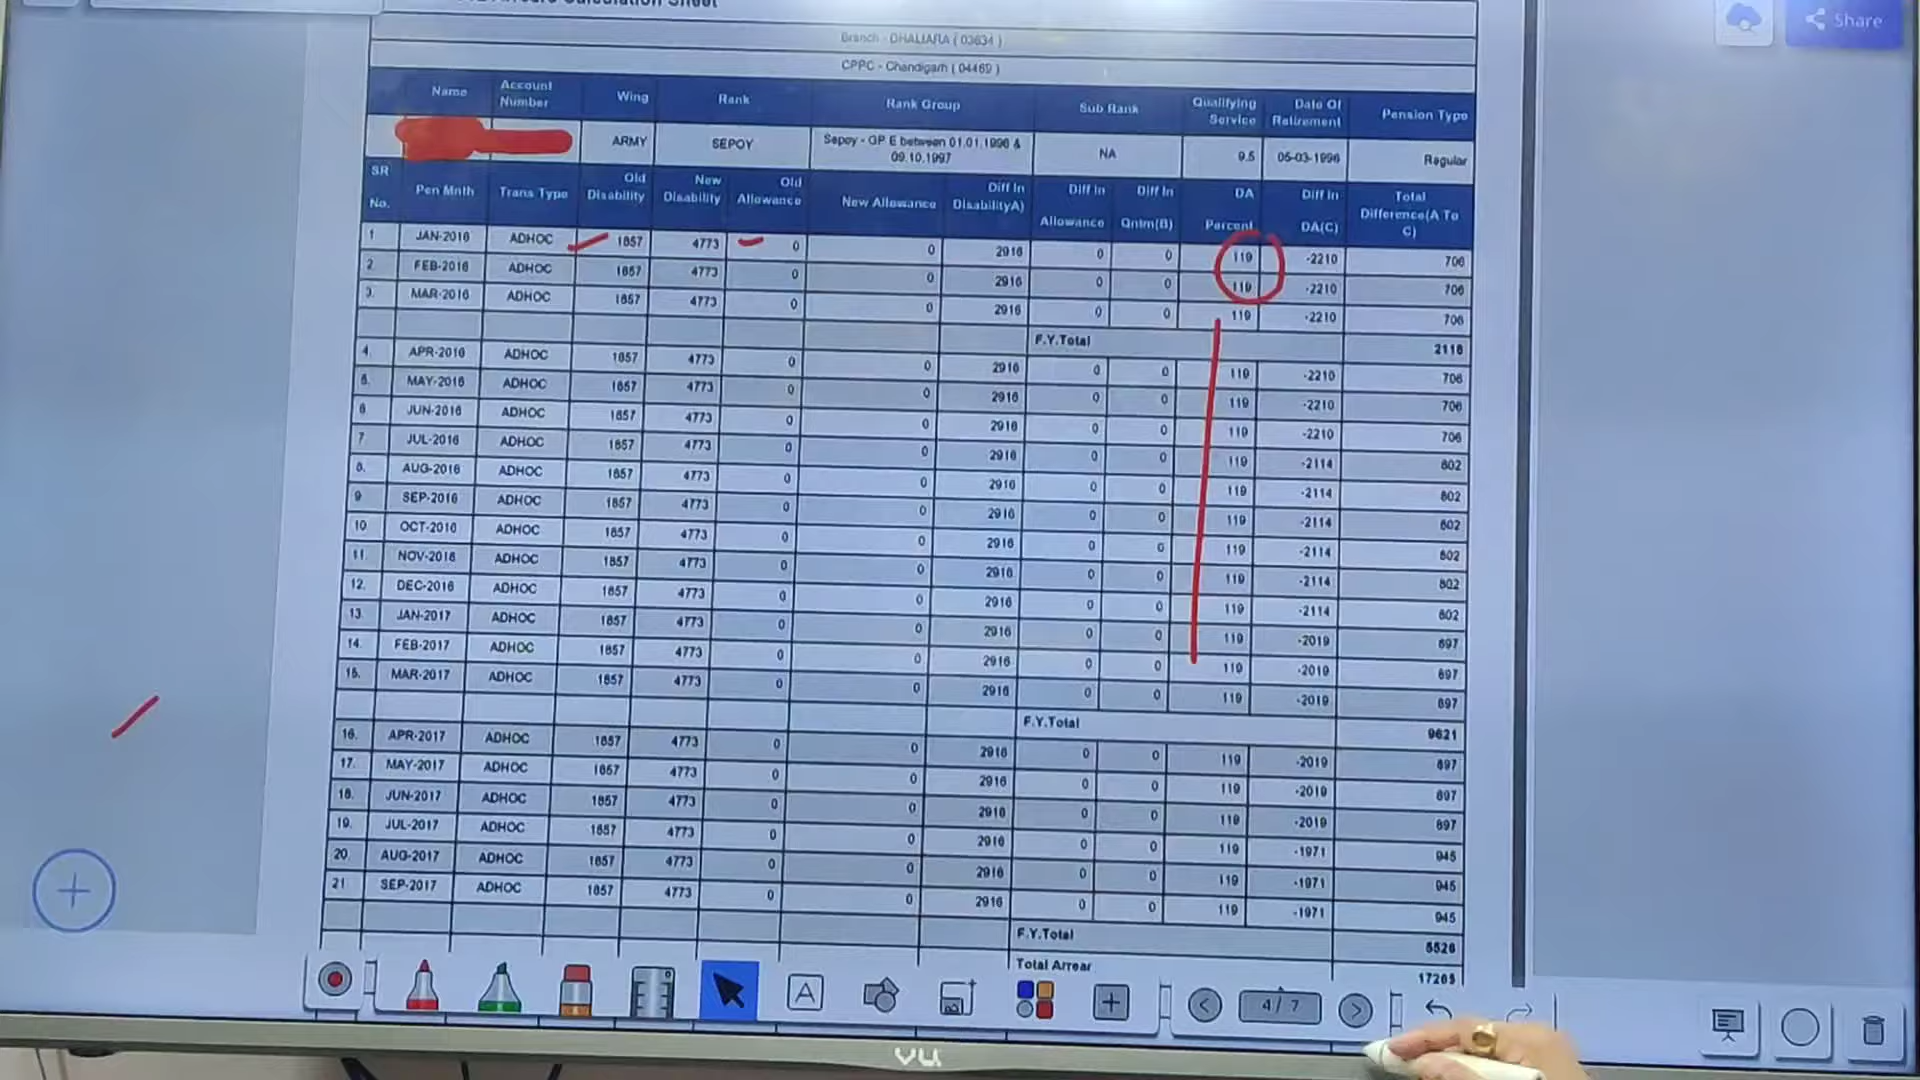 Calculation Sheet
Share
Branch - DHALIARA ( 03634 )
CPPC - Chandigarh ( 04469 )
Name | Account Number | Wing | Rank | Rank Group | Sub Rank | Qualifying Service | Date Of Retirement | Pension Type
ARMY | SEPOY | Sepoy - GP E between 01.01.1996 & 09.10.1997 | NA | 9.5 | 05-03-1996 | Regular
SR No. | Pen Mnth | Trans Type | Old Disability | New Disability | Old Allowance | New Allowance | Diff In DisabilityA) | Diff In Allowance | Diff In Qntm(B) | DA Percent | Diff In DA(C) | Total Difference(A To C)
1 | JAN-2016 | ADHOC | 1857 | 4773 | 0 | 0 | 2916 | 0 | 0 | 119 | -2210 | 706
2. | FEB-2016 | ADHOC | 1857 | 4773 | 0 | 0 | 2916 | 0 | 0 | 119 | -2210 | 706
3. | MAR-2016 | ADHOC | 1857 | 4773 | 0 | 0 | 2916 | 0 | 0 | 119 | -2210 | 706
F.Y.Total | 2118
4. | APR-2016 | ADHOC | 1857 | 4773 | 0 | 0 | 2916 | 0 | 0 | 119 | -2210 | 706
5. | MAY-2016 | ADHOC | 1857 | 4773 | 0 | 0 | 2916 | 0 | 0 | 119 | -2210 | 706
6 | JUN-2016 | ADHOC | 1857 | 4773 | 0 | 0 | 2916 | 0 | 0 | 119 | -2210 | 706
7 | JUL-2016 | ADHOC | 1857 | 4773 | 0 | 0 | 2916 | 0 | 0 | 119 | -2114 | 802
8. | AUG-2016 | ADHOC | 1857 | 4773 | 0 | 0 | 2916 | 0 | 0 | 119 | -2114 | 802
9 | SEP-2016 | ADHOC | 1857 | 4773 | 0 | 0 | 2916 | 0 | 0 | 119 | -2114 | 802
10 | OCT-2016 | ADHOC | 1857 | 4773 | 0 | 0 | 2916 | 0 | 0 | 119 | -2114 | 802
11. | NOV-2016 | ADHOC | 1857 | 4773 | 0 | 0 | 2916 | 0 | 0 | 119 | -2114 | 802
12. | DEC-2016 | ADHOC | 1857 | 4773 | 0 | 0 | 2916 | 0 | 0 | 119 | -2114 | 802
13. | JAN-2017 | ADHOC | 1857 | 4773 | 0 | 0 | 2916 | 0 | 0 | 119 | -2019 | 897
14. | FEB-2017 | ADHOC | 1857 | 4773 | 0 | 0 | 2916 | 0 | 0 | 119 | -2019 | 897
15. | MAR-2017 | ADHOC | 1857 | 4773 | 0 | 0 | 2916 | 0 | 0 | 119 | -2019 | 897
F.Y.Total | 9621
16. | APR-2017 | ADHOC | 1857 | 4773 | 0 | 0 | 2916 | 0 | 0 | 119 | -2019 | 897
17. | MAY-2017 | ADHOC | 1857 | 4773 | 0 | 0 | 2916 | 0 | 0 | 119 | -2019 | 897
18. | JUN-2017 | ADHOC | 1857 | 4773 | 0 | 0 | 2916 | 0 | 0 | 119 | -2019 | 897
19. | JUL-2017 | ADHOC | 1857 | 4773 | 0 | 0 | 2916 | 0 | 0 | 119 | -1971 | 945
20. | AUG-2017 | ADHOC | 1857 | 4773 | 0 | 0 | 2916 | 0 | 0 | 119 | -1971 | 945
21 | SEP-2017 | ADHOC | 1857 | 4773 | 0 | 0 | 2916 | 0 | 0 | 119 | -1971 | 945
F.Y.Total | 5526
Total Arrear | 17265
A
4 / 7
vu